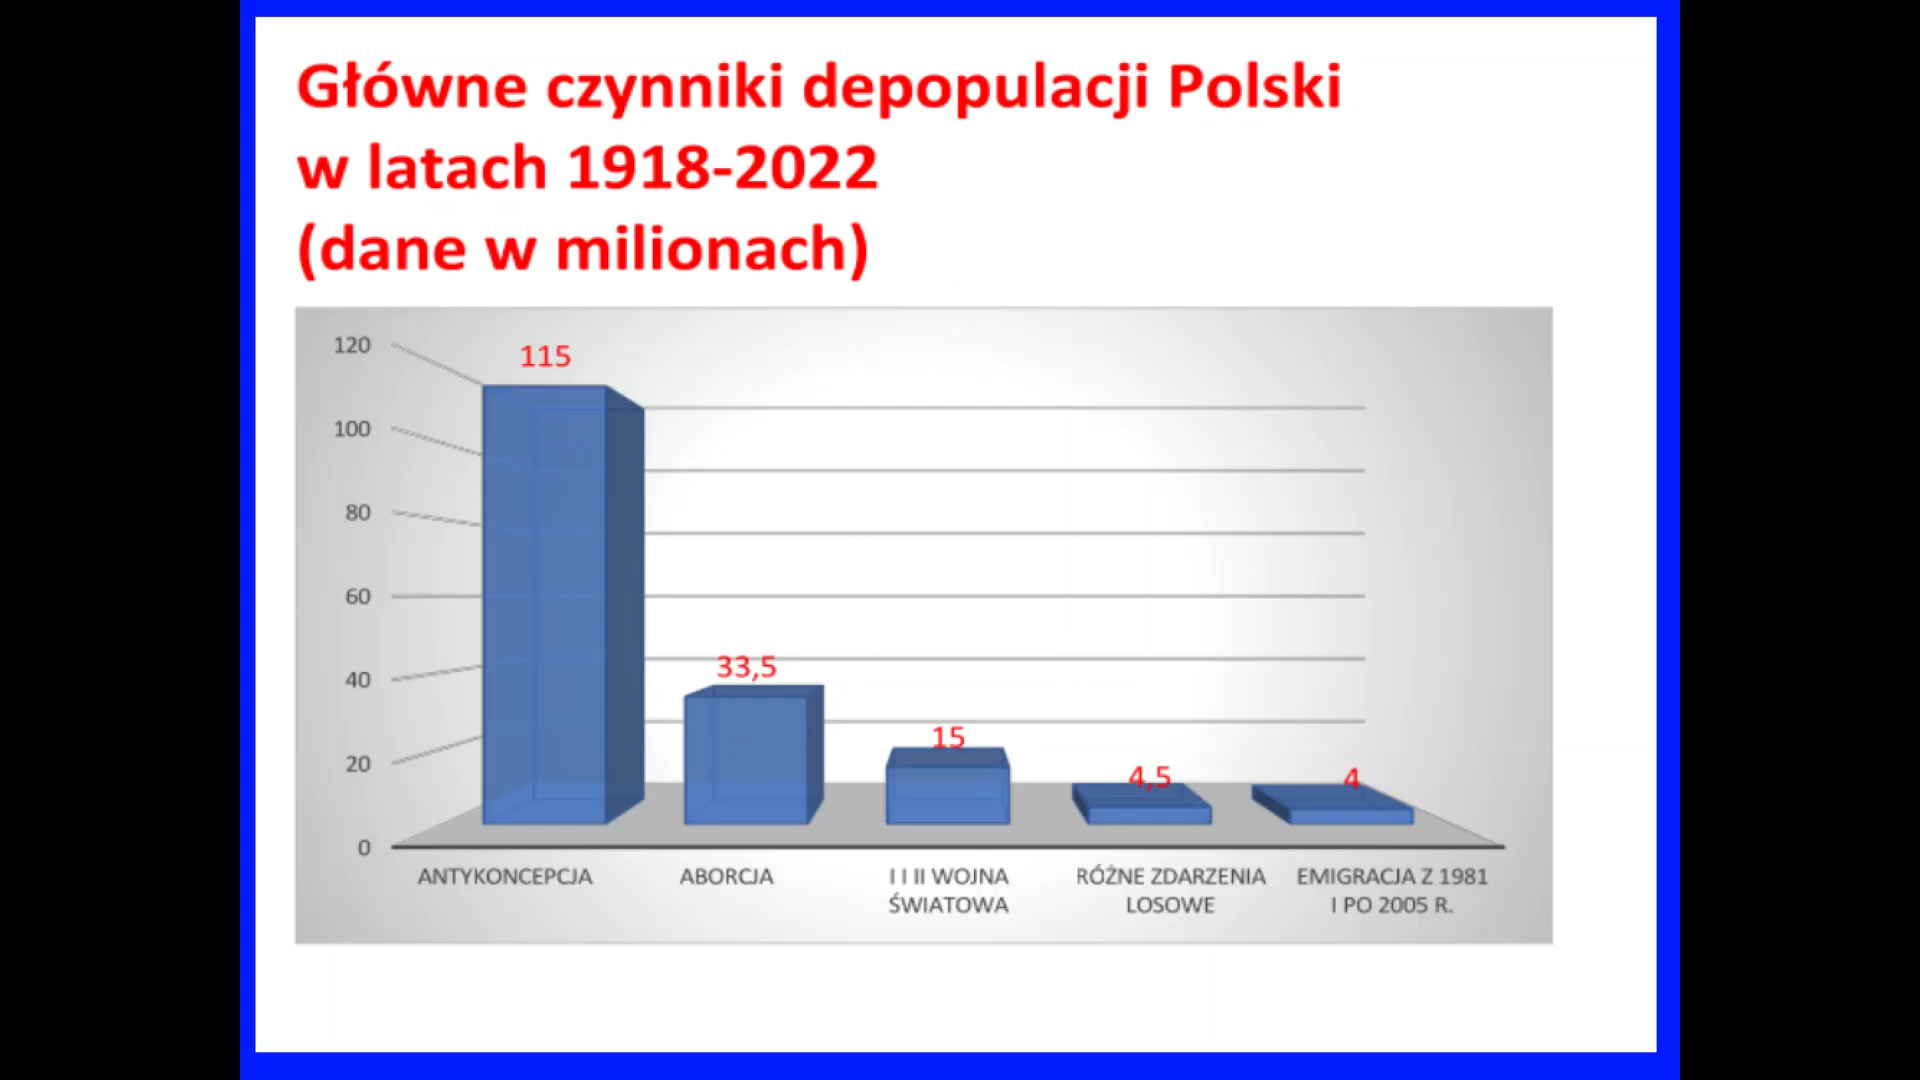 Główne czynniki depopulacji Polski
w latach 1918-2022
(dane w milionach)
120
100
80
60
40
20
0
115
33,5
15
4,5
4
ANTYKONCEPCJA
ABORCJA
I I II WOJNA
ŚWIATOWA
RÓŻNE ZDARZENIA
LOSOWE
EMIGRACJA Z 1981
I PO 2005 R.